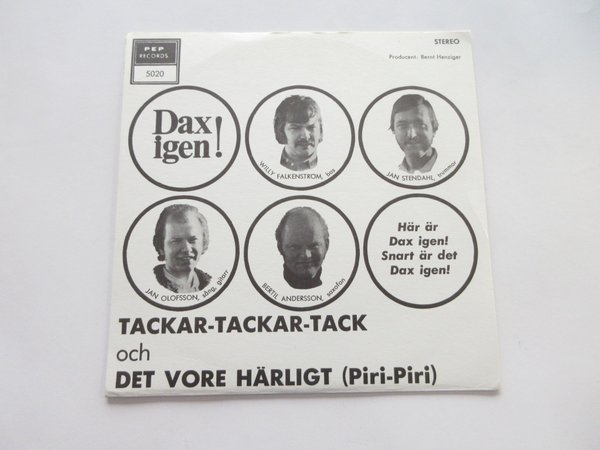 PEP
RECORDS
5020
STEREO
Producent: Bernt Henziger
Dax
igen!
WILLY FALKENSTRÖM, bas
JAN STENDAHL, trummor
JAN OLOFSSON, sång, gitarr
BERTIL ANDERSSON, saxofon
Här är
Dax igen!
Snart är det
Dax igen!
TACKAR-TACKAR-TACK
och
DET VORE HÄRLIGT (Piri-Piri)